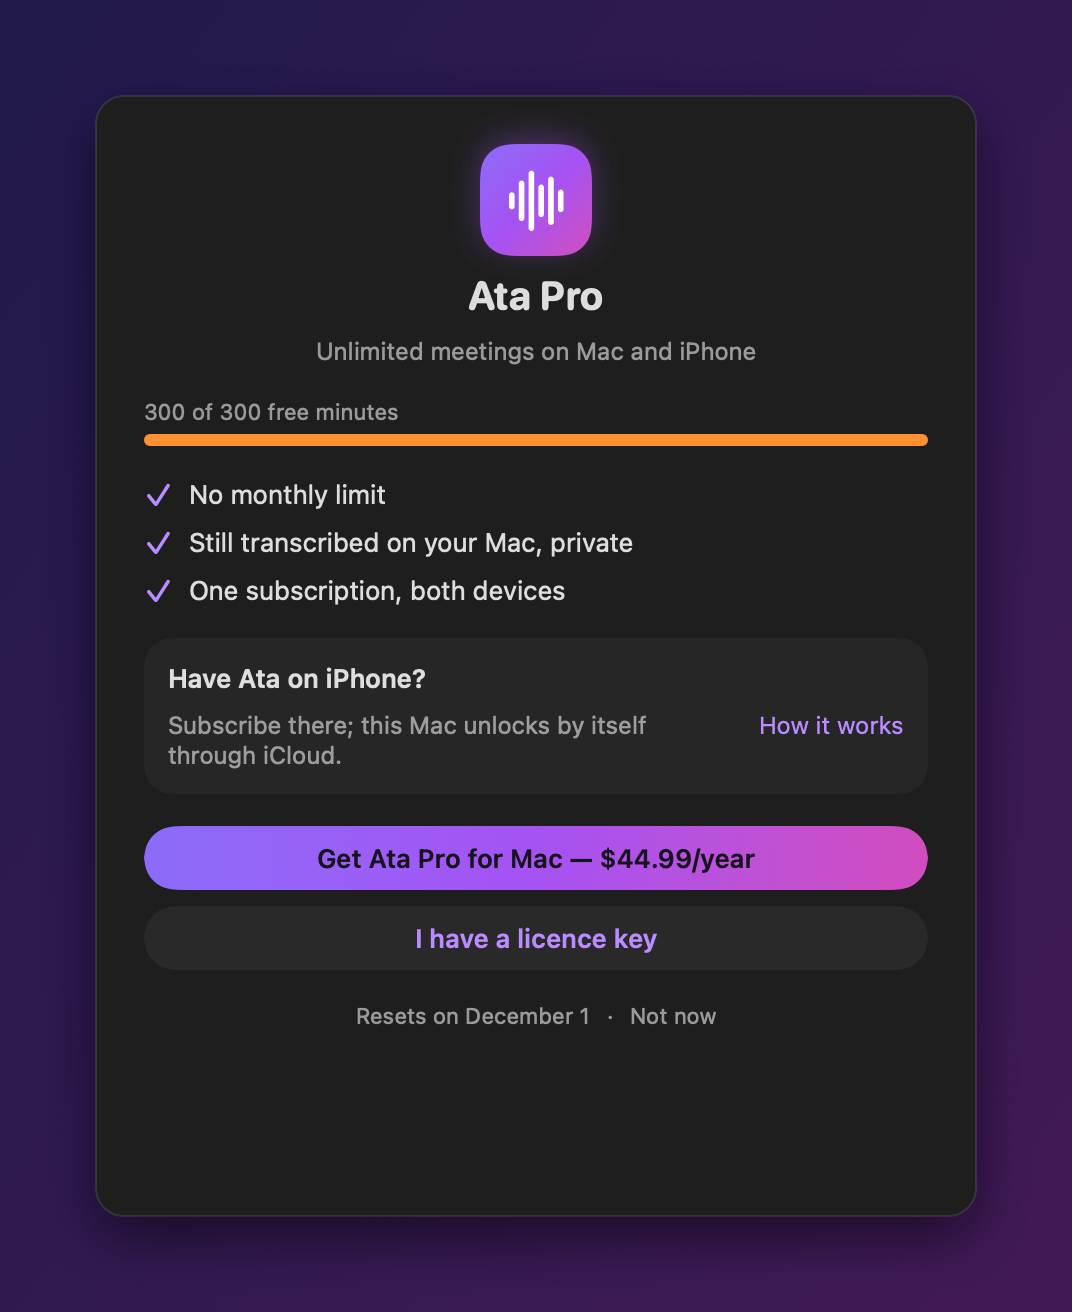 Ata Pro
Unlimited meetings on Mac and iPhone
300 of 300 free minutes
No monthly limit
Still transcribed on your Mac, private
One subscription, both devices
Have Ata on iPhone?
Subscribe there; this Mac unlocks by itself
through iCloud.
How it works
Get Ata Pro for Mac — $44.99/year
I have a licence key
Resets on December 1 · Not now